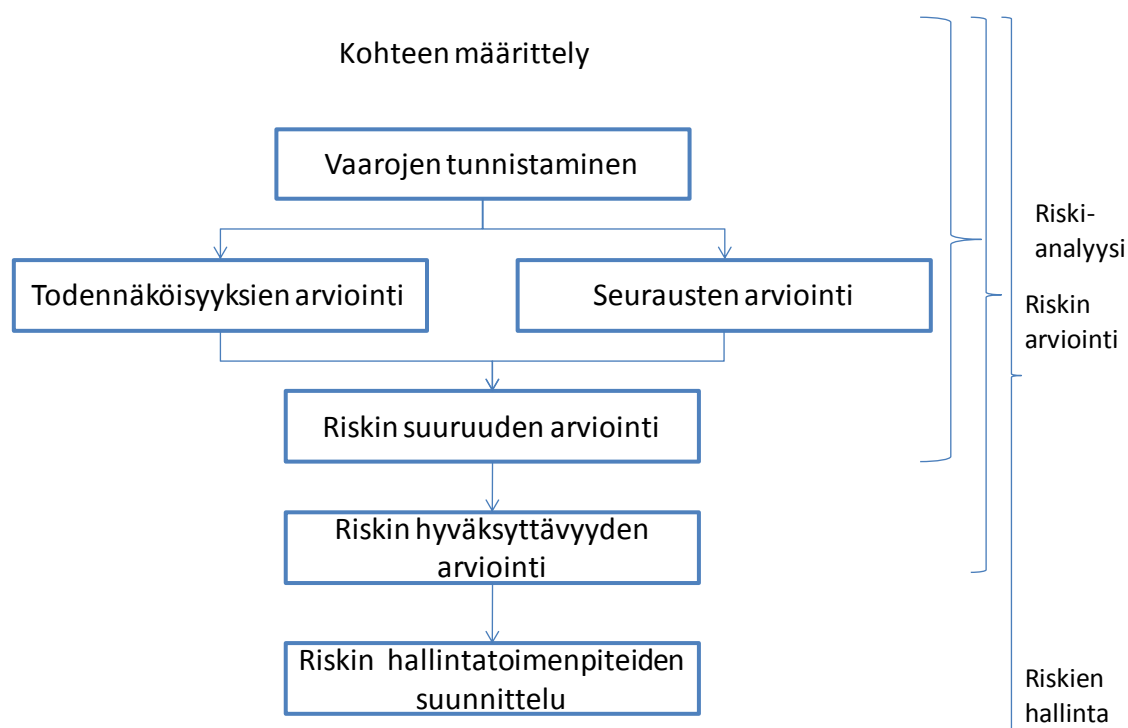 Kohteen määrittely
Vaarojen tunnistaminen
Todennäköisyyksien arviointi
Seurausten arviointi
Riskin suuruuden arviointi
Riskin hyväksyttävyyden
arviointi
Riskin hallintatoimenpiteiden
suunnittelu
Riski-
analyysi
Riskin
arviointi
Riskien
hallinta